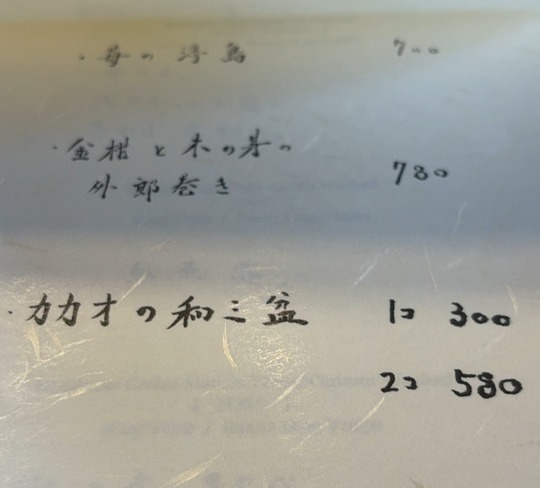 ・苺の浮島 700
・金柑と木の芽の
外郎巻き 780
・カカオの和三盆 1コ 300
2コ 580